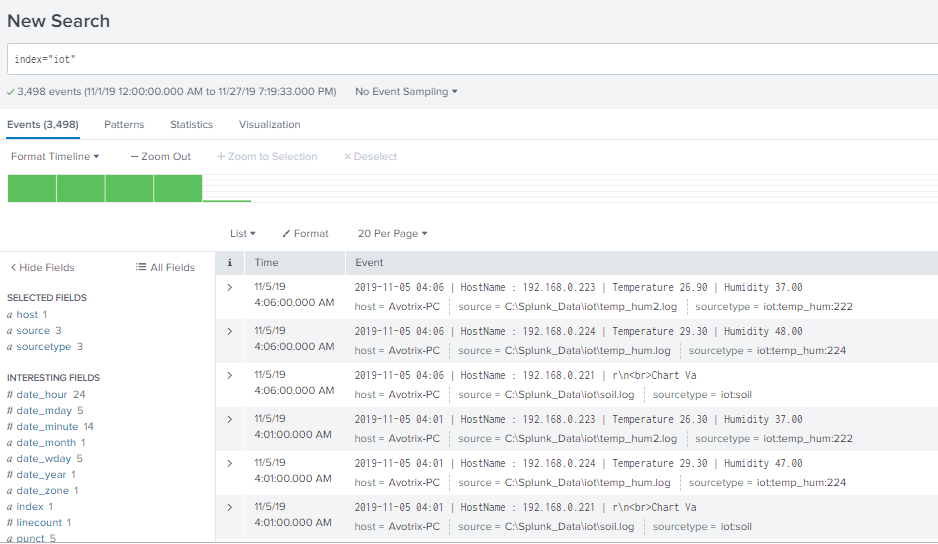 New Search
index="iot"
✓ 3,498 events (11/1/19 12:00:00.000 AM to 11/27/19 7:19:33.000 PM) No Event Sampling ▾
Events (3,498) Patterns Statistics Visualization
Format Timeline ▾ – Zoom Out + Zoom to Selection × Deselect
List ▾ Format 20 Per Page ▾
< Hide Fields All Fields
SELECTED FIELDS
a host 1
a source 3
a sourcetype 3
INTERESTING FIELDS
# date_hour 24
# date_mday 5
# date_minute 14
a date_month 1
a date_wday 5
# date_year 1
a date_zone 1
a index 1
# linecount 1
a punct 5
i Time Event
> 11/5/19 2019-11-05 04:06 | HostName : 192.168.0.223 | Temperature 26.90 | Humidity 37.00
4:06:00.000 AM host = Avotrix-PC source = C:\Splunk_Data\iot\temp_hum2.log sourcetype = iot:temp_hum:222
> 11/5/19 2019-11-05 04:06 | HostName : 192.168.0.224 | Temperature 29.30 | Humidity 48.00
4:06:00.000 AM host = Avotrix-PC source = C:\Splunk_Data\iot\temp_hum.log sourcetype = iot:temp_hum:224
> 11/5/19 2019-11-05 04:06 | HostName : 192.168.0.221 | r\n<br>Chart Va
4:06:00.000 AM host = Avotrix-PC source = C:\Splunk_Data\iot\soil.log sourcetype = iot:soil
> 11/5/19 2019-11-05 04:01 | HostName : 192.168.0.223 | Temperature 26.30 | Humidity 37.00
4:01:00.000 AM host = Avotrix-PC source = C:\Splunk_Data\iot\temp_hum2.log sourcetype = iot:temp_hum:222
> 11/5/19 2019-11-05 04:01 | HostName : 192.168.0.224 | Temperature 29.30 | Humidity 47.00
4:01:00.000 AM host = Avotrix-PC source = C:\Splunk_Data\iot\temp_hum.log sourcetype = iot:temp_hum:224
> 11/5/19 2019-11-05 04:01 | HostName : 192.168.0.221 | r\n<br>Chart Va
4:01:00.000 AM host = Avotrix-PC source = C:\Splunk_Data\iot\soil.log sourcetype = iot:soil